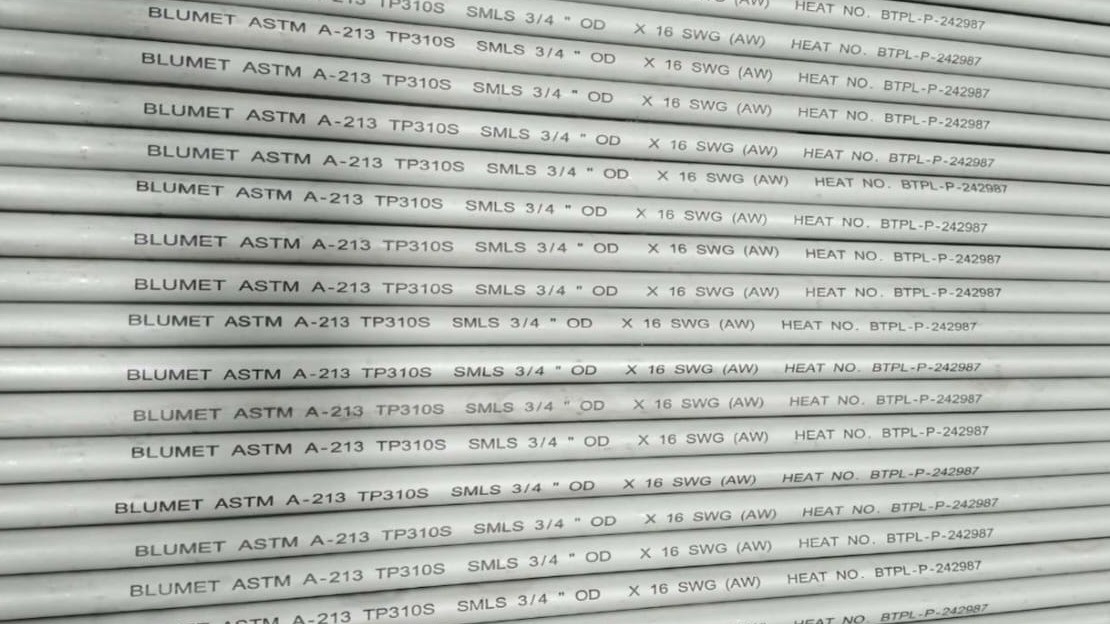 TP310S SMLS 3/4 " OD X 16 SWG (AW) HEAT NO. BTPL-P-242987
BLUMET ASTM A-213 TP310S SMLS 3/4 " OD X 16 SWG (AW) HEAT NO. BTPL-P-242987
BLUMET ASTM A-213 TP310S SMLS 3/4 " OD X 16 SWG (AW) HEAT NO. BTPL-P-242987
BLUMET ASTM A-213 TP310S SMLS 3/4 " OD X 16 SWG (AW) HEAT NO. BTPL-P-242987
BLUMET ASTM A-213 TP310S SMLS 3/4 " OD X 16 SWG (AW) HEAT NO. BTPL-P-242987
BLUMET ASTM A-213 TP310S SMLS 3/4 " OD X 16 SWG (AW) HEAT NO. BTPL-P-242987
BLUMET ASTM A-213 TP310S SMLS 3/4 " OD X 16 SWG (AW) HEAT NO. BTPL-P-242987
BLUMET ASTM A-213 TP310S SMLS 3/4 " OD X 16 SWG (AW) HEAT NO. BTPL-P-242987
BLUMET ASTM A-213 TP310S SMLS 3/4 " OD X 16 SWG (AW) HEAT NO. BTPL-P-242987
BLUMET ASTM A-213 TP310S SMLS 3/4 " OD X 16 SWG (AW) HEAT NO. BTPL-P-242987
BLUMET ASTM A-213 TP310S SMLS 3/4 " OD X 16 SWG (AW) HEAT NO. BTPL-P-242987
BLUMET ASTM A-213 TP310S SMLS 3/4 " OD X 16 SWG (AW) HEAT NO. BTPL-P-242987
BLUMET ASTM A-213 TP310S SMLS 3/4 " OD X 16 SWG (AW) HEAT NO. BTPL-P-242987
BLUMET ASTM A-213 TP310S SMLS 3/4 " OD X 16 SWG (AW) HEAT NO. BTPL-P-242987
BLUMET ASTM A-213 TP310S SMLS 3/4 " OD X 16 SWG (AW) HEAT NO. BTPL-P-242987
A-213 TP310S SMLS 3/4 " OD X 16 SWG (AW) HEAT NO. BTPL-P-242987
HEAT NO. BTPL-P-242987